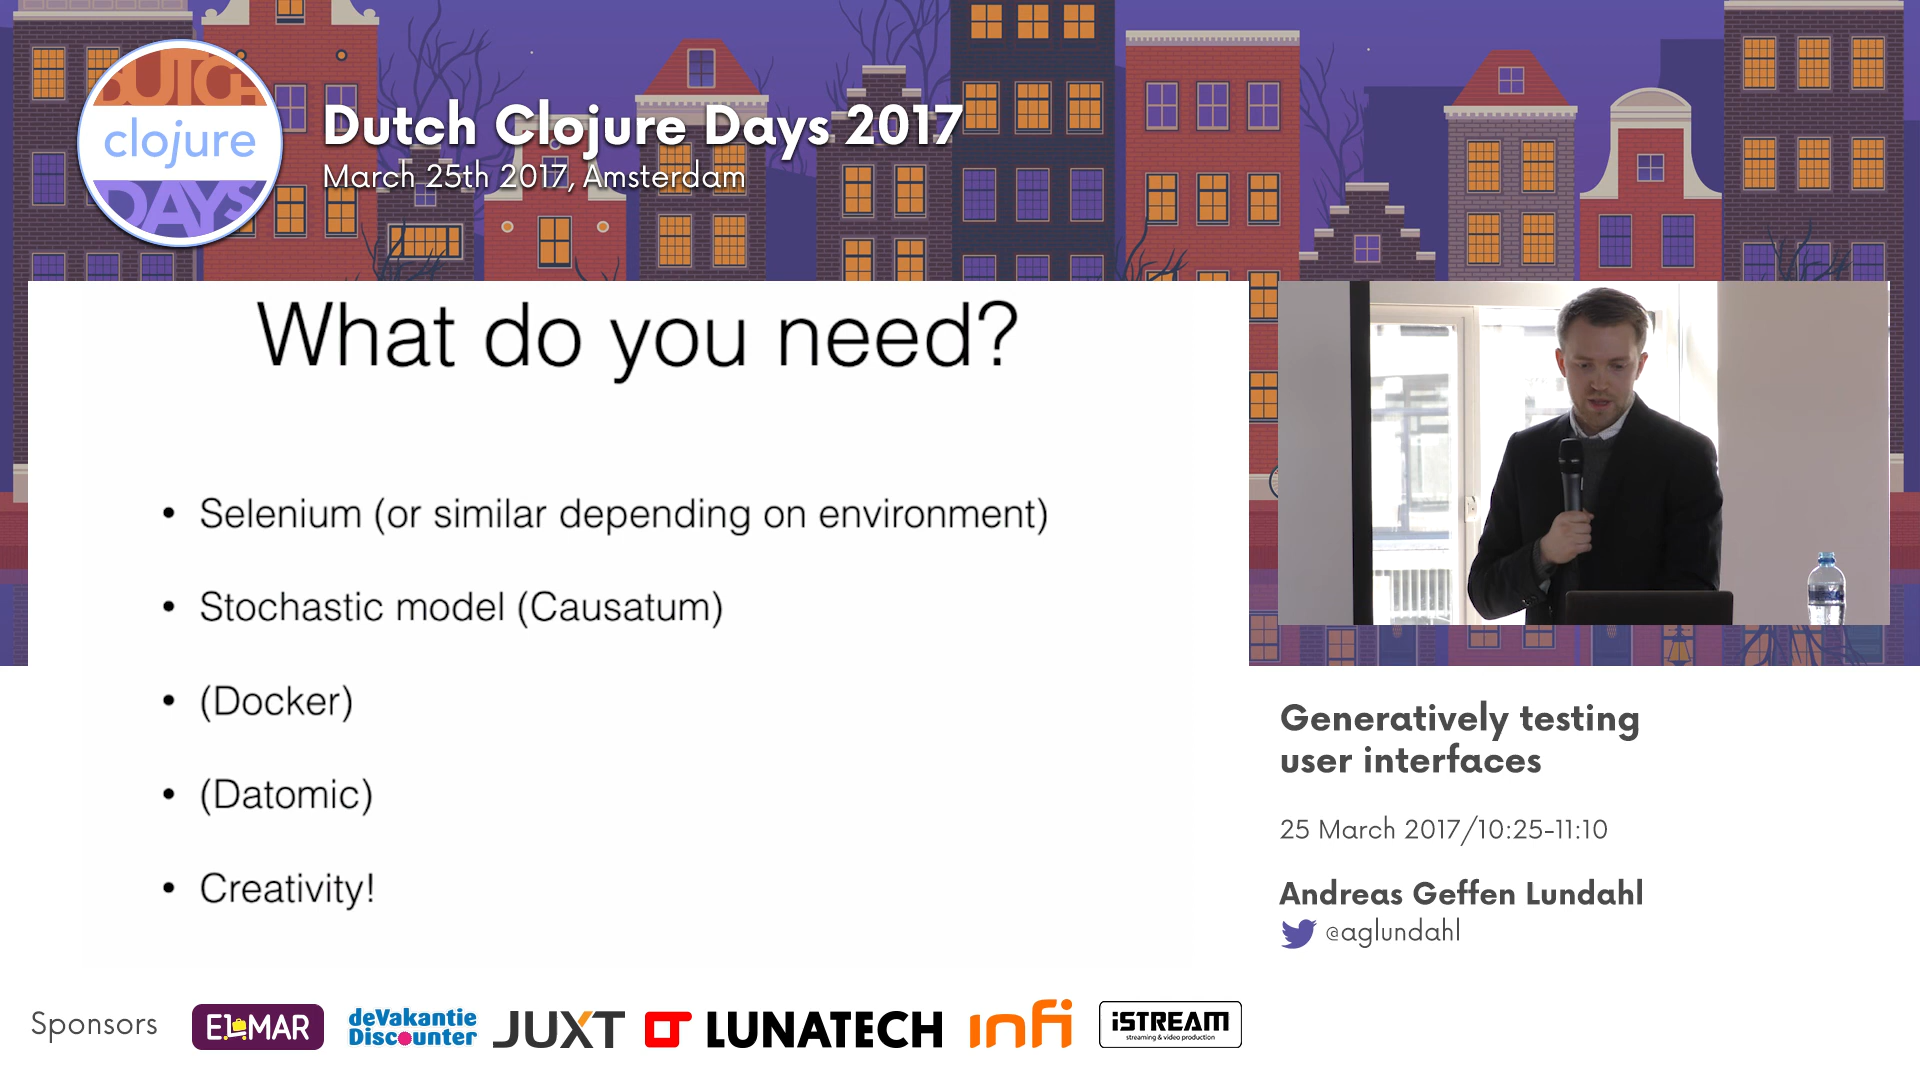 DUTCH
clojure
DAYS
Dutch Clojure Days 2017
March 25th 2017, Amsterdam
What do you need?
• Selenium (or similar depending on environment)
• Stochastic model (Causatum)
• (Docker)
• (Datomic)
• Creativity!
Generatively testing
user interfaces
25 March 2017/10:25-11:10
Andreas Geffen Lundahl
@aglundahl
Sponsors
ELMAR
deVakantie
Discounter
JUXT
LUNATECH
infi
iSTREAM
streaming & video production